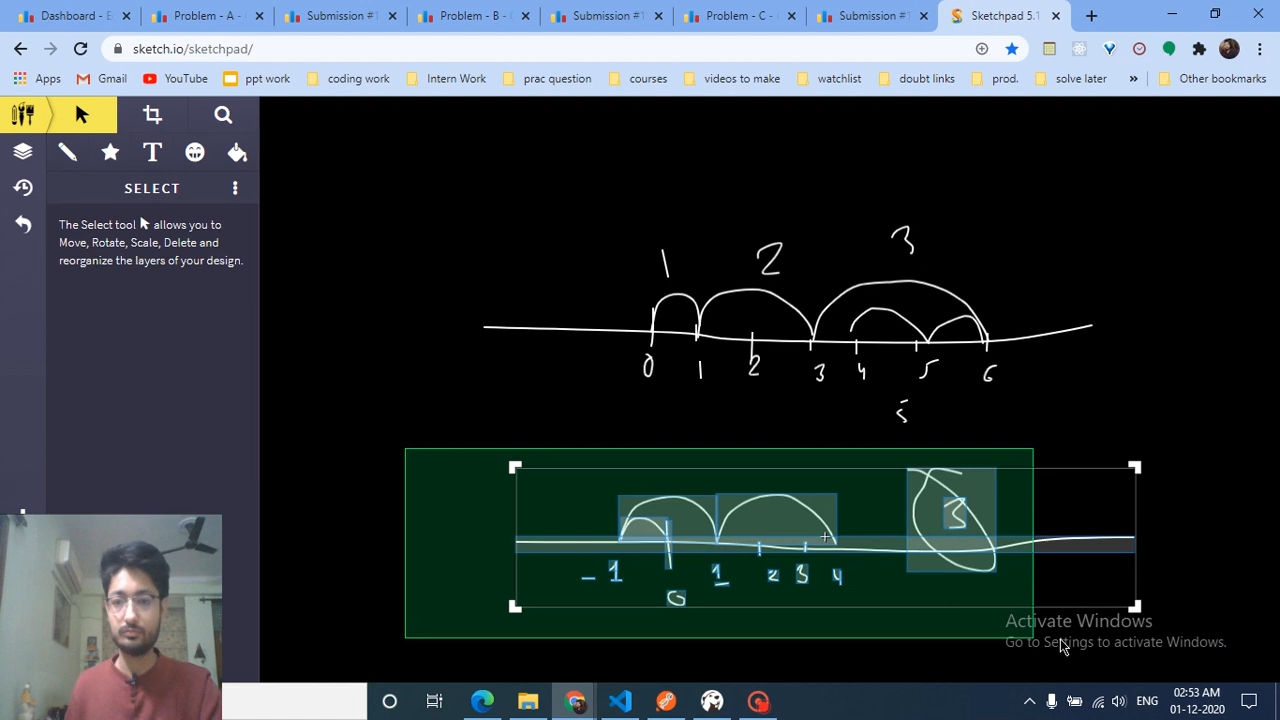 Dashboard - E
Problem - A - C
Submission #1
Problem - B - C
Submission #1
Problem - C - C
Submission #1
Sketchpad 5.1
sketch.io/sketchpad/
Apps
Gmail
YouTube
ppt work
coding work
Intern Work
prac question
courses
videos to make
watchlist
doubt links
prod.
solve later
»
Other bookmarks
T
SELECT
The Select tool allows you to
Move, Rotate, Scale, Delete and
reorganize the layers of your design.
1 2 3
0 1 2 3 4 5 6
5
3
-1 1 2 3 4
0
Activate Windows
Go to Settings to activate Windows.
ENG
02:53 AM
01-12-2020